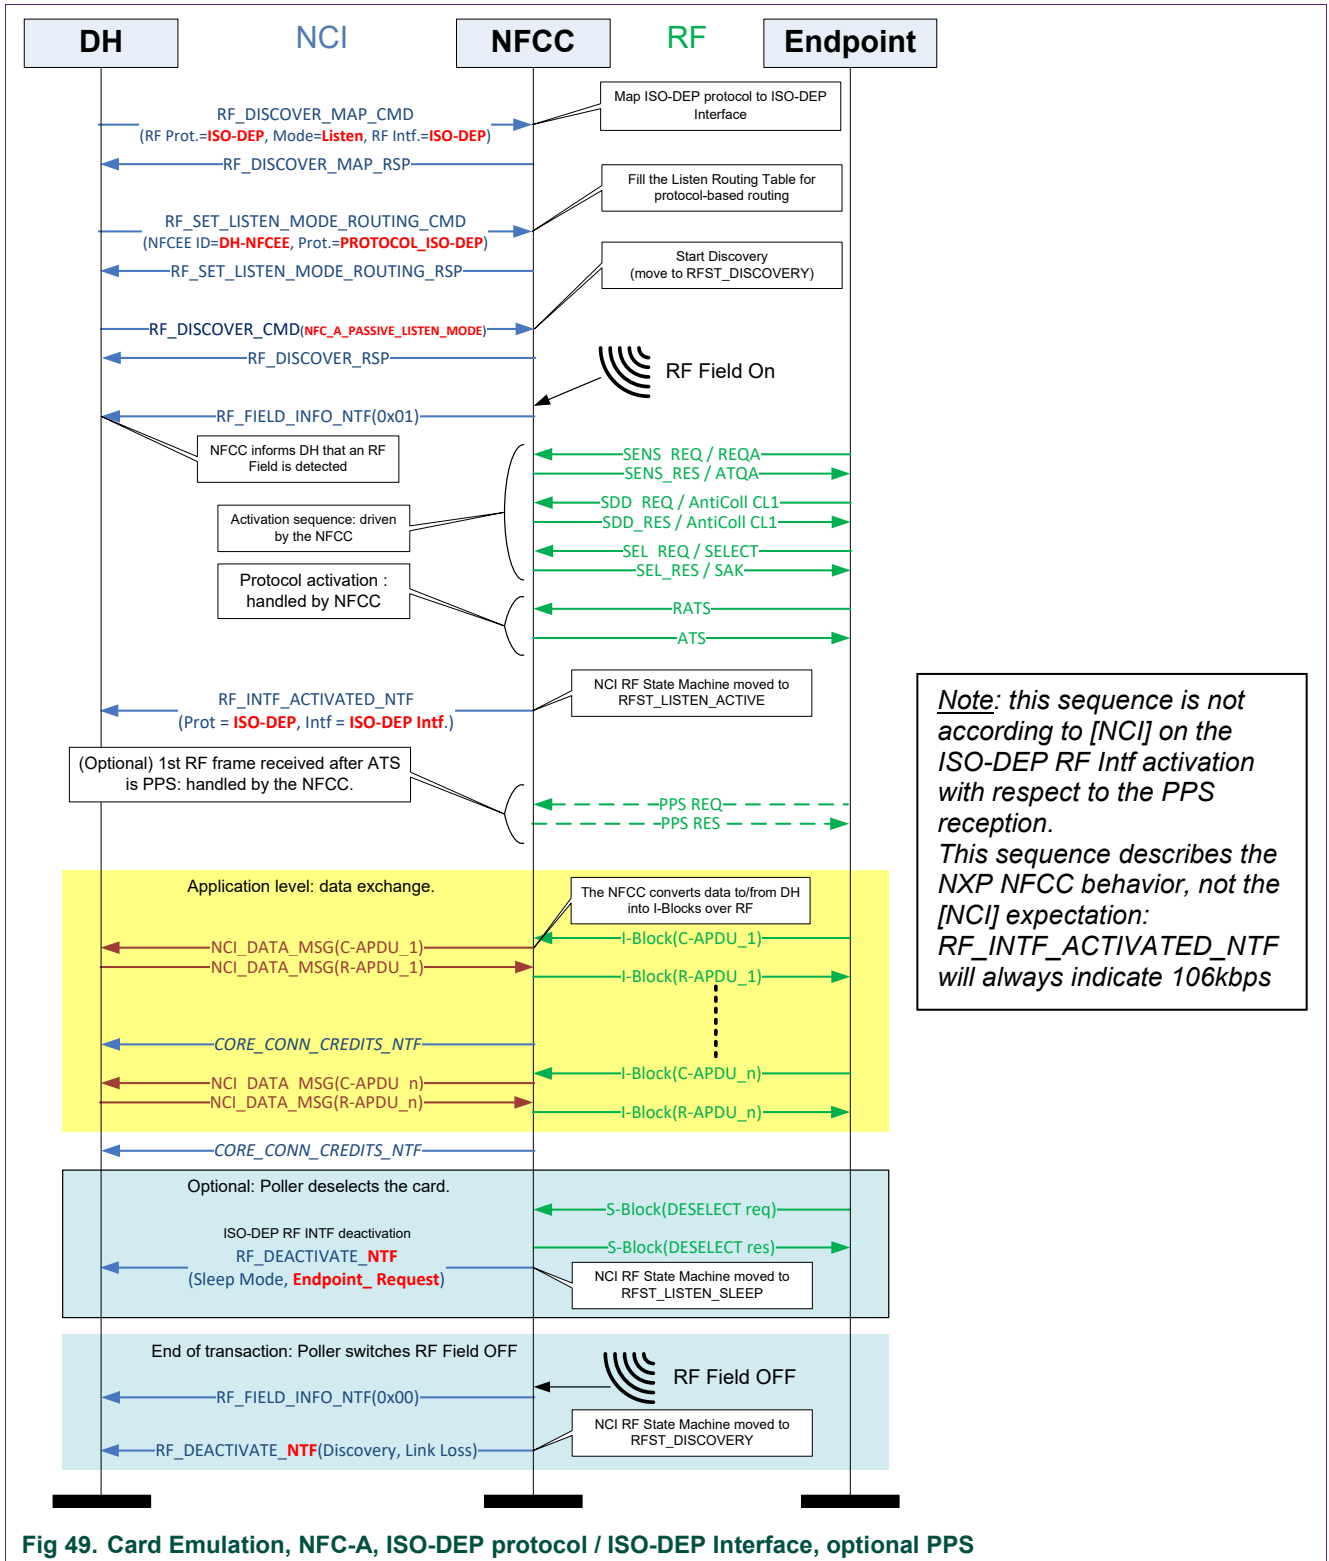 DH
NCI
NFCC
RF
Endpoint
Map ISO-DEP protocol to ISO-DEP
Interface
RF_DISCOVER_MAP_CMD
(RF Prot.=ISO-DEP, Mode=Listen, RF Intf.=ISO-DEP)
RF_DISCOVER_MAP_RSP
Fill the Listen Routing Table for
protocol-based routing
RF_SET_LISTEN_MODE_ROUTING_CMD
(NFCEE ID=DH-NFCEE, Prot.=PROTOCOL_ISO-DEP)
RF_SET_LISTEN_MODE_ROUTING_RSP
Start Discovery
(move to RFST_DISCOVERY)
RF_DISCOVER_CMD(NFC_A_PASSIVE_LISTEN_MODE)
RF_DISCOVER_RSP
RF Field On
RF_FIELD_INFO_NTF(0x01)
NFCC informs DH that an RF
Field is detected
SENS_REQ / REQA
SENS_RES / ATQA
SDD_REQ / AntiColl CL1
SDD_RES / AntiColl CL1
Activation sequence: driven
by the NFCC
SEL_REQ / SELECT
SEL_RES / SAK
Protocol activation :
handled by NFCC
RATS
ATS
RF_INTF_ACTIVATED_NTF
(Prot = ISO-DEP, Intf = ISO-DEP Intf.)
NCI RF State Machine moved to
RFST_LISTEN_ACTIVE
(Optional) 1st RF frame received after ATS
is PPS: handled by the NFCC.
PPS REQ
PPS RES
Note: this sequence is not
according to [NCI] on the
ISO-DEP RF Intf activation
with respect to the PPS
reception.
This sequence describes the
NXP NFCC behavior, not the
[NCI] expectation:
RF_INTF_ACTIVATED_NTF
will always indicate 106kbps
Application level: data exchange.
The NFCC converts data to/from DH
into I-Blocks over RF
I-Block(C-APDU_1)
NCI_DATA_MSG(C-APDU_1)
NCI_DATA_MSG(R-APDU_1)
I-Block(R-APDU_1)
CORE_CONN_CREDITS_NTF
I-Block(C-APDU_n)
NCI_DATA_MSG(C-APDU_n)
NCI_DATA_MSG(R-APDU_n)
I-Block(R-APDU_n)
CORE_CONN_CREDITS_NTF
Optional: Poller deselects the card.
S-Block(DESELECT req)
ISO-DEP RF INTF deactivation
S-Block(DESELECT res)
RF_DEACTIVATE_NTF
(Sleep Mode, Endpoint_ Request)
NCI RF State Machine moved to
RFST_LISTEN_SLEEP
End of transaction: Poller switches RF Field OFF
RF Field OFF
RF_FIELD_INFO_NTF(0x00)
NCI RF State Machine moved to
RFST_DISCOVERY
RF_DEACTIVATE_NTF(Discovery, Link Loss)
Fig 49. Card Emulation, NFC-A, ISO-DEP protocol / ISO-DEP Interface, optional PPS